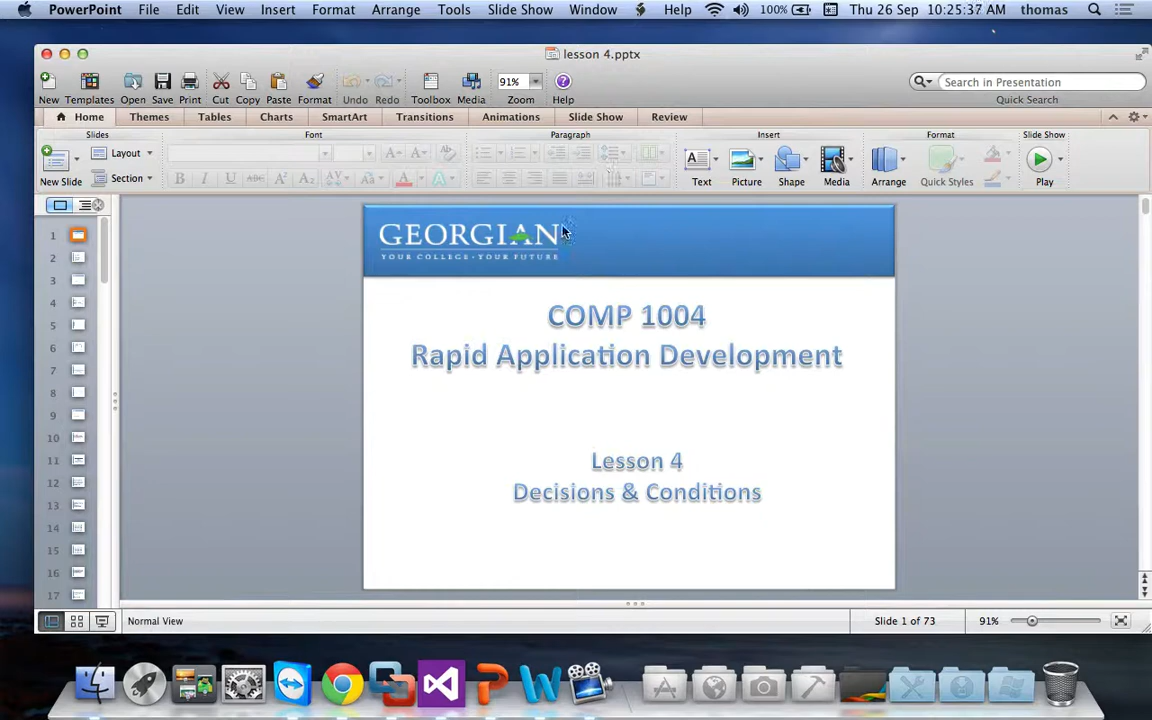 PowerPoint File Edit View Insert Format Arrange Tools Slide Show Window Help 100% Thu 26 Sep 10:25:37 AM thomas
lesson 4.pptx
91% Search in Presentation
New Templates Open Save Print Cut Copy Paste Format Undo Redo Toolbox Media Zoom Help Quick Search
Home Themes Tables Charts SmartArt Transitions Animations Slide Show Review
Slides Font Paragraph Insert Format Slide Show
Layout
New Slide Section Text Picture Shape Media Arrange Quick Styles Play
GEORGIAN
YOUR COLLEGE · YOUR FUTURE
COMP 1004
Rapid Application Development
Lesson 4
Decisions & Conditions
1
2
3
4
5
6
7
8
9
10
11
12
13
14
15
16
17
Normal View Slide 1 of 73 91%